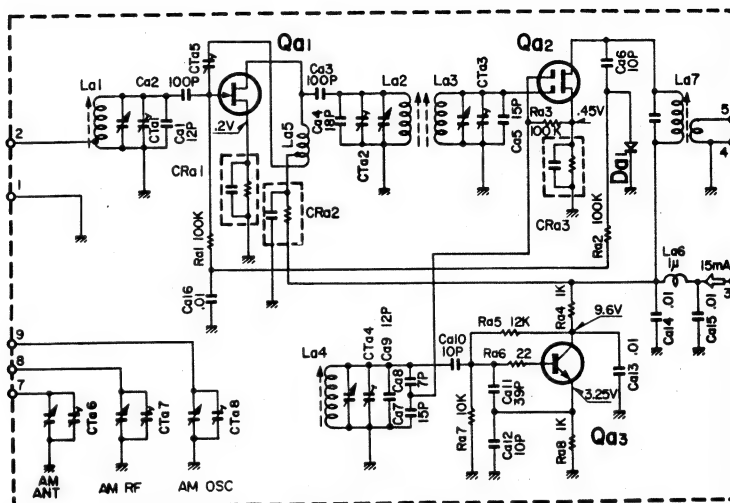 Qa1
Qa2
CTa5
Ca2
100P
La1
CTa1
Ca1
12P
Ca3
100P
La2
La3
CTa3
Ca6
10P
La7
2
.2V
La5
Ca4
18P
CTa2
15P
Ca5
Ra3
100K
.45V
Da1
5
4
1
CRa1
CRa2
CRa3
Ra1 100K
Ra2 100K
Ca16
.01
La6
1μ
15mA
3
9
8
7
La4
CTa4
Ca9 12P
Ca8
7P
Ca7
15P
Ca10
10P
Ra5 12K
Ra6 22
Ra4 1K
9.6V
Ca14 .01
Ca15 .01
Ca13 .01
Ca11
39P
Ca12
10P
Ra7 10K
3.25V
Ra8 1K
Qa3
CTa6
CTa7
CTa8
AM
ANT
AM RF
AM OSC